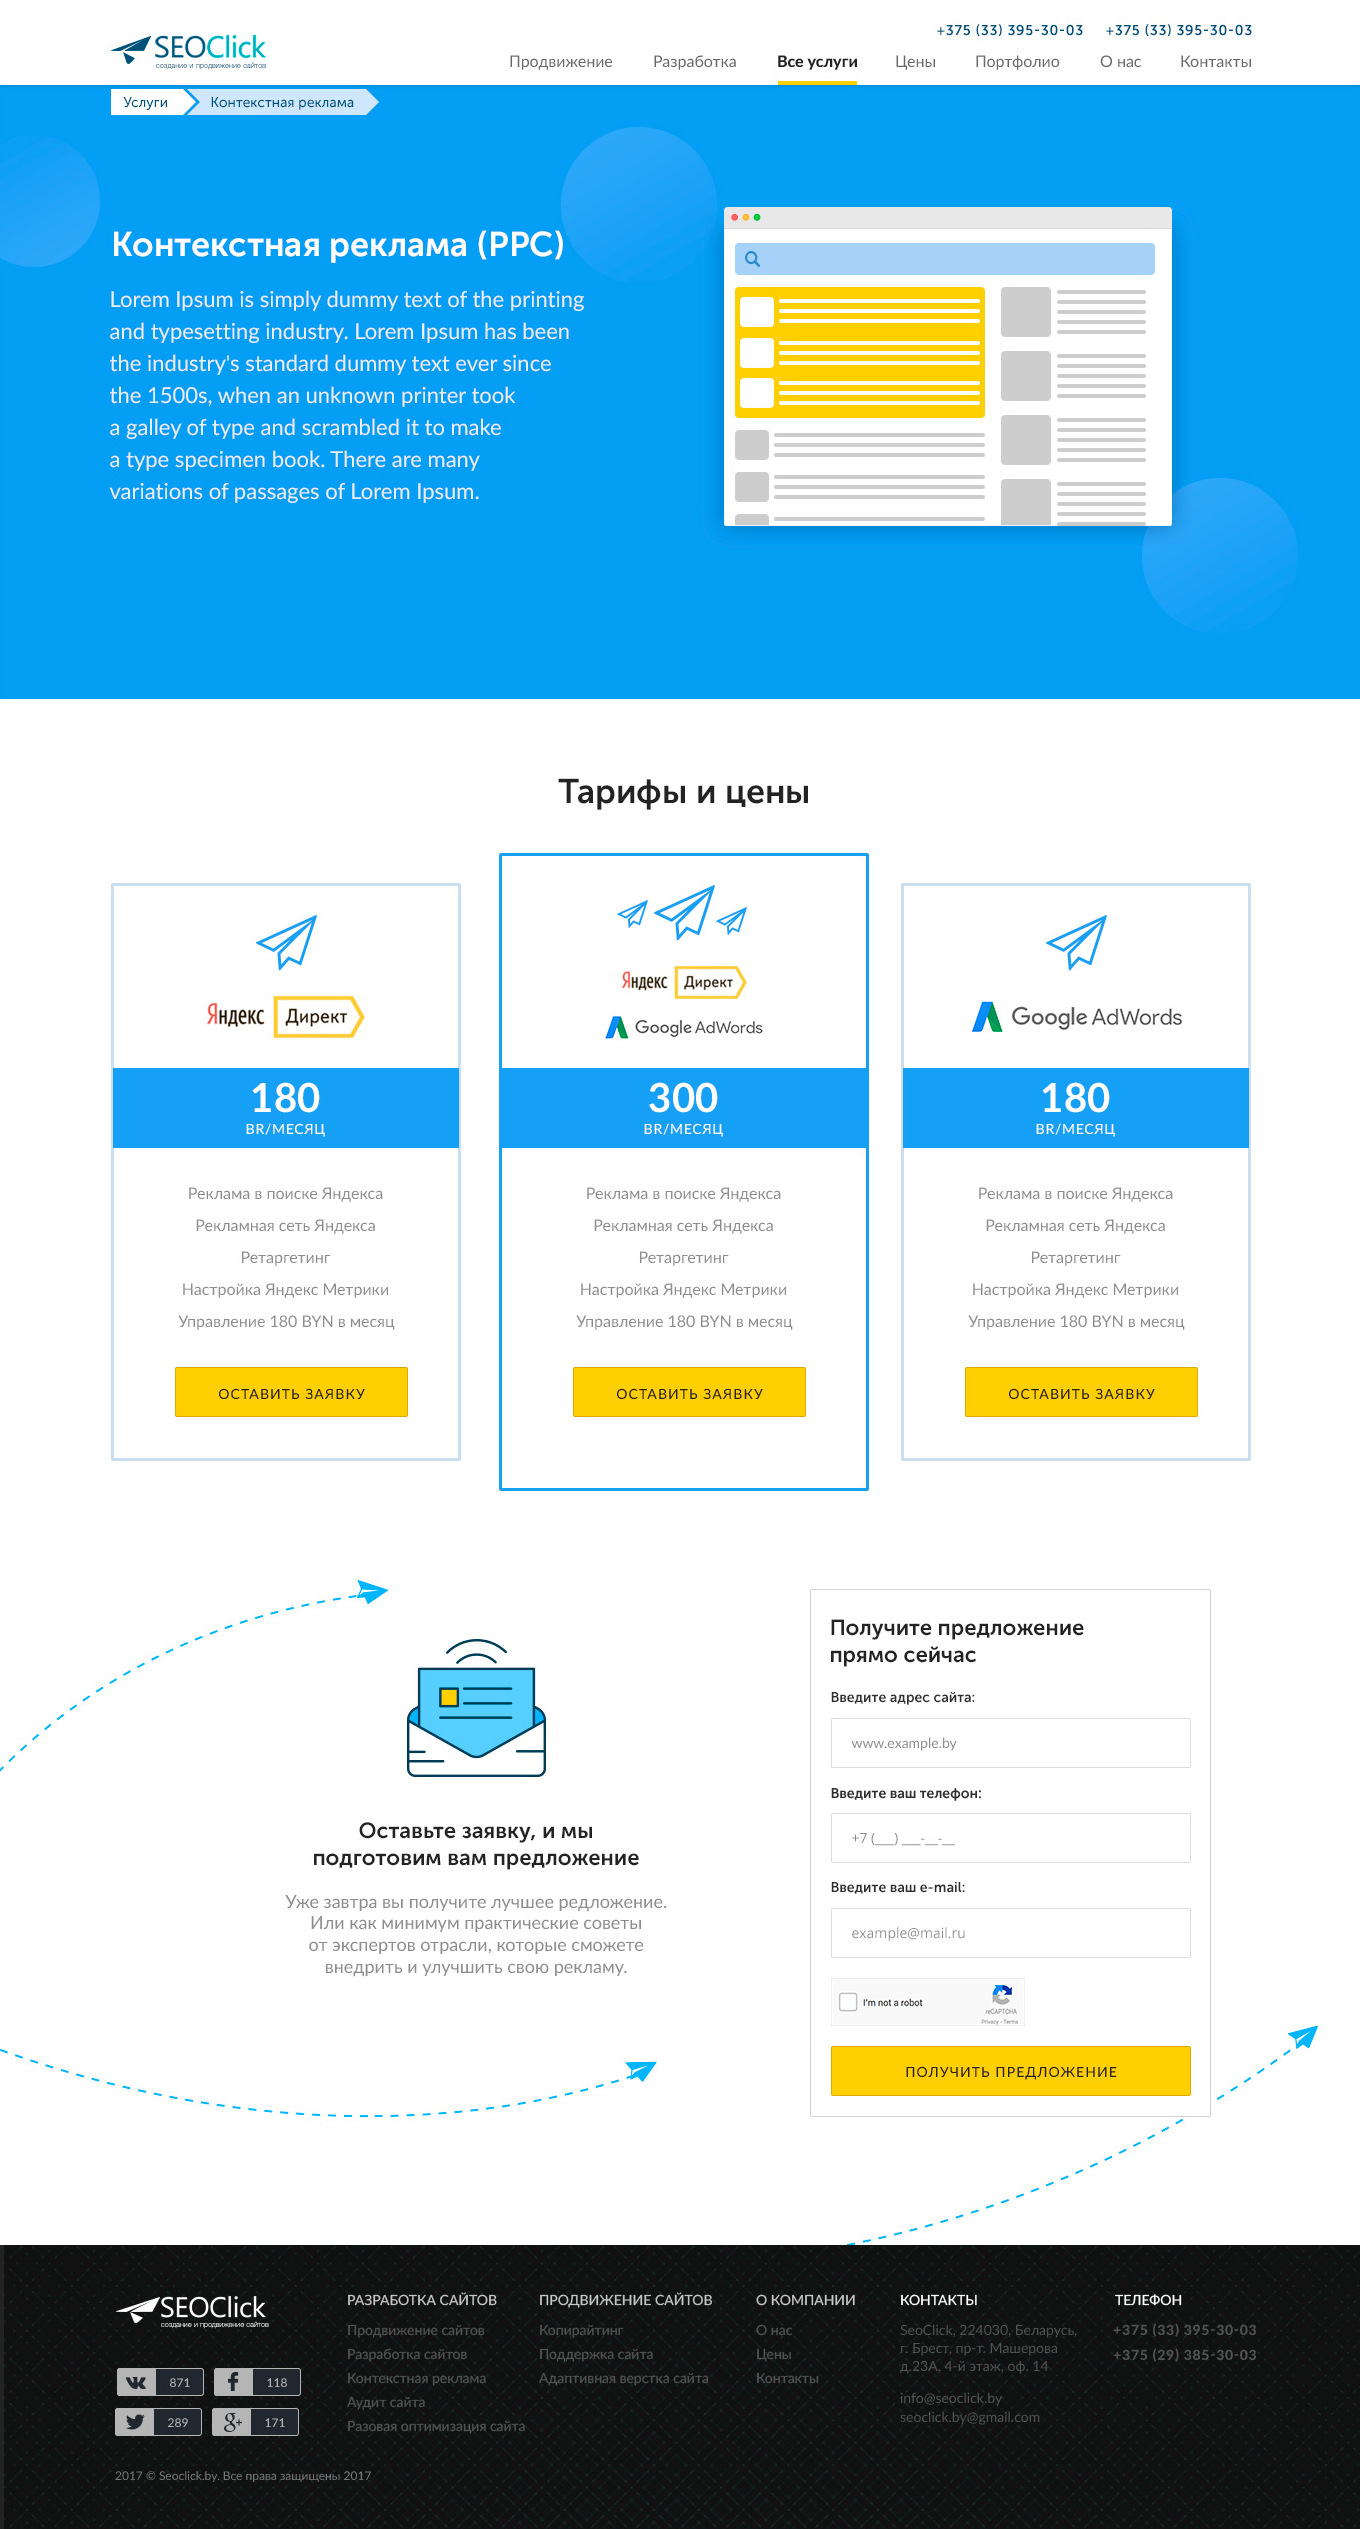 SEOClick
создание и продвижение сайтов
+375 (33) 395-30-03 +375 (33) 395-30-03
Продвижение Разработка Все услуги Цены Портфолио О нас Контакты
Услуги Контекстная реклама
Контекстная реклама (PPC)
Lorem Ipsum is simply dummy text of the printing
and typesetting industry. Lorem Ipsum has been
the industry's standard dummy text ever since
the 1500s, when an unknown printer took
a galley of type and scrambled it to make
a type specimen book. There are many
variations of passages of Lorem Ipsum.
Тарифы и цены
Яндекс Директ
180
BR/МЕСЯЦ
Реклама в поиске Яндекса
Рекламная сеть Яндекса
Ретаргетинг
Настройка Яндекс Метрики
Управление 180 BYN в месяц
ОСТАВИТЬ ЗАЯВКУ
Яндекс Директ
Google AdWords
300
BR/МЕСЯЦ
Реклама в поиске Яндекса
Рекламная сеть Яндекса
Ретаргетинг
Настройка Яндекс Метрики
Управление 180 BYN в месяц
ОСТАВИТЬ ЗАЯВКУ
Google AdWords
180
BR/МЕСЯЦ
Реклама в поиске Яндекса
Рекламная сеть Яндекса
Ретаргетинг
Настройка Яндекс Метрики
Управление 180 BYN в месяц
ОСТАВИТЬ ЗАЯВКУ
Оставьте заявку, и мы
подготовим вам предложение
Уже завтра вы получите лучшее редложение.
Или как минимум практические советы
от экспертов отрасли, которые сможете
внедрить и улучшить свою рекламу.
Получите предложение
прямо сейчас
Введите адрес сайта:
www.example.by
Введите ваш телефон:
+7 (___) ___-__-__
Введите ваш e-mail:
example@mail.ru
I'm not a robot
reCAPTCHA
Privacy - Terms
ПОЛУЧИТЬ ПРЕДЛОЖЕНИЕ
SEOClick
создание и продвижение сайтов
871 118
289 171
РАЗРАБОТКА САЙТОВ
Продвижение сайтов
Разработка сайтов
Контекстная реклама
Аудит сайта
Разовая оптимизация сайта
ПРОДВИЖЕНИЕ САЙТОВ
Копирайтинг
Поддержка сайта
Адаптивная верстка сайта
О КОМПАНИИ
О нас
Цены
Контакты
КОНТАКТЫ
SeoClick, 224030, Беларусь,
г. Брест, пр-т. Машерова
д.23А, 4-й этаж, оф. 14
info@seoclick.by
seoclick.by@gmail.com
ТЕЛЕФОН
+375 (33) 395-30-03
+375 (29) 385-30-03
2017 © Seoclick.by. Все права защищены 2017